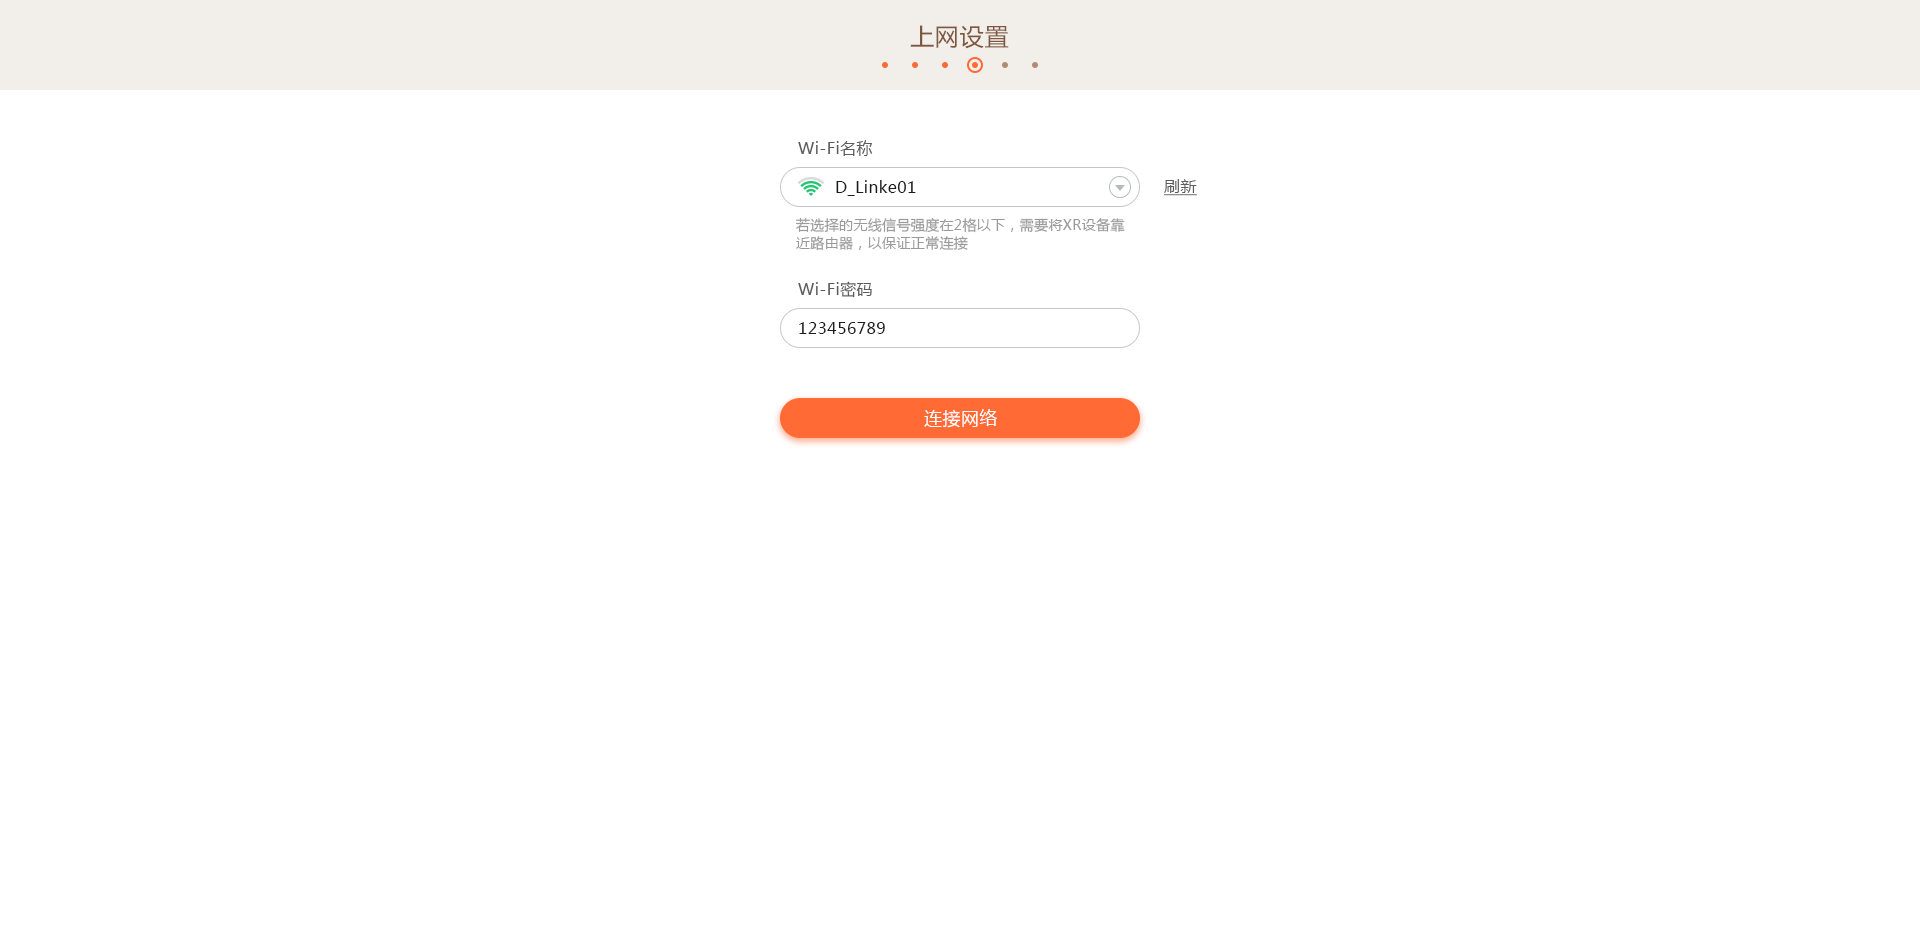 上网设置
Wi-Fi名称
D_Linke01
刷新
若选择的无线信号强度在2格以下，需要将XR设备靠
近路由器，以保证正常连接
Wi-Fi密码
123456789
连接网络